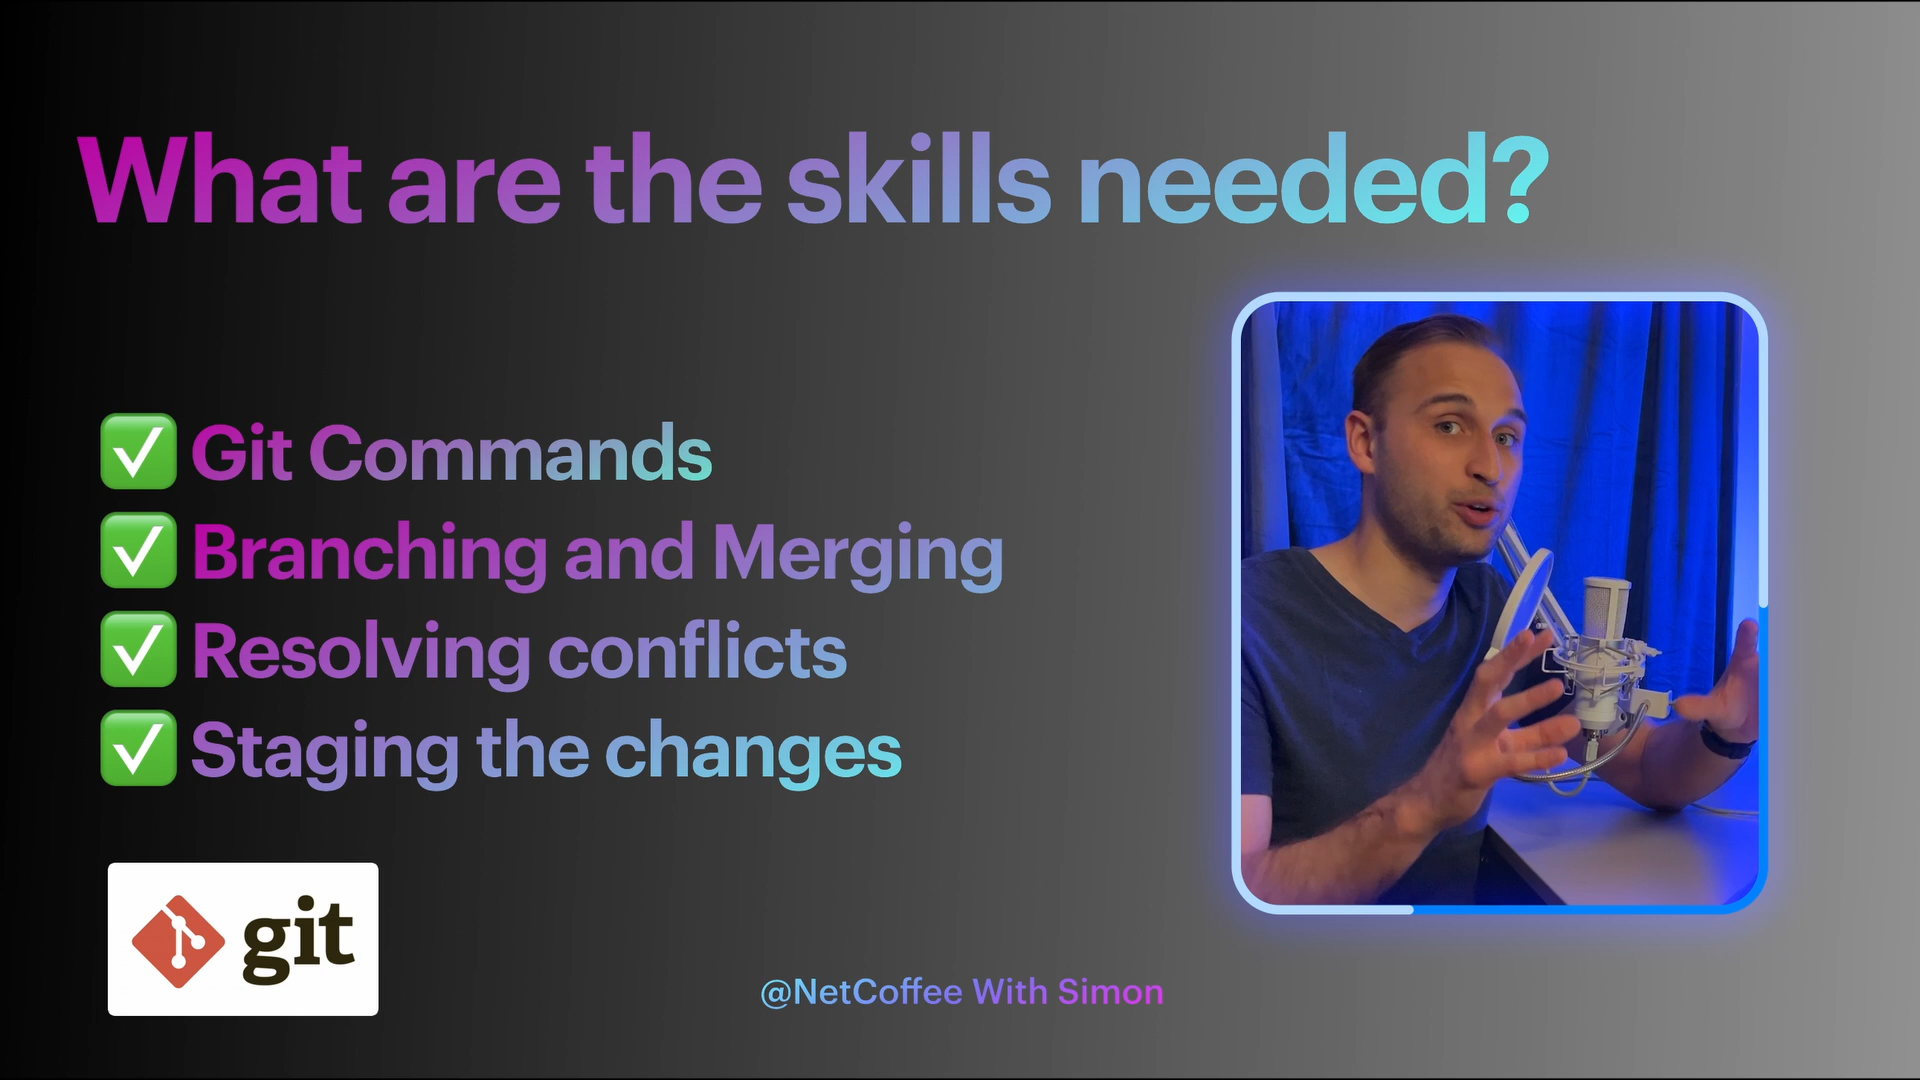 What are the skills needed?
Git Commands
Branching and Merging
Resolving conflicts
Staging the changes
git
@NetCoffee With Simon